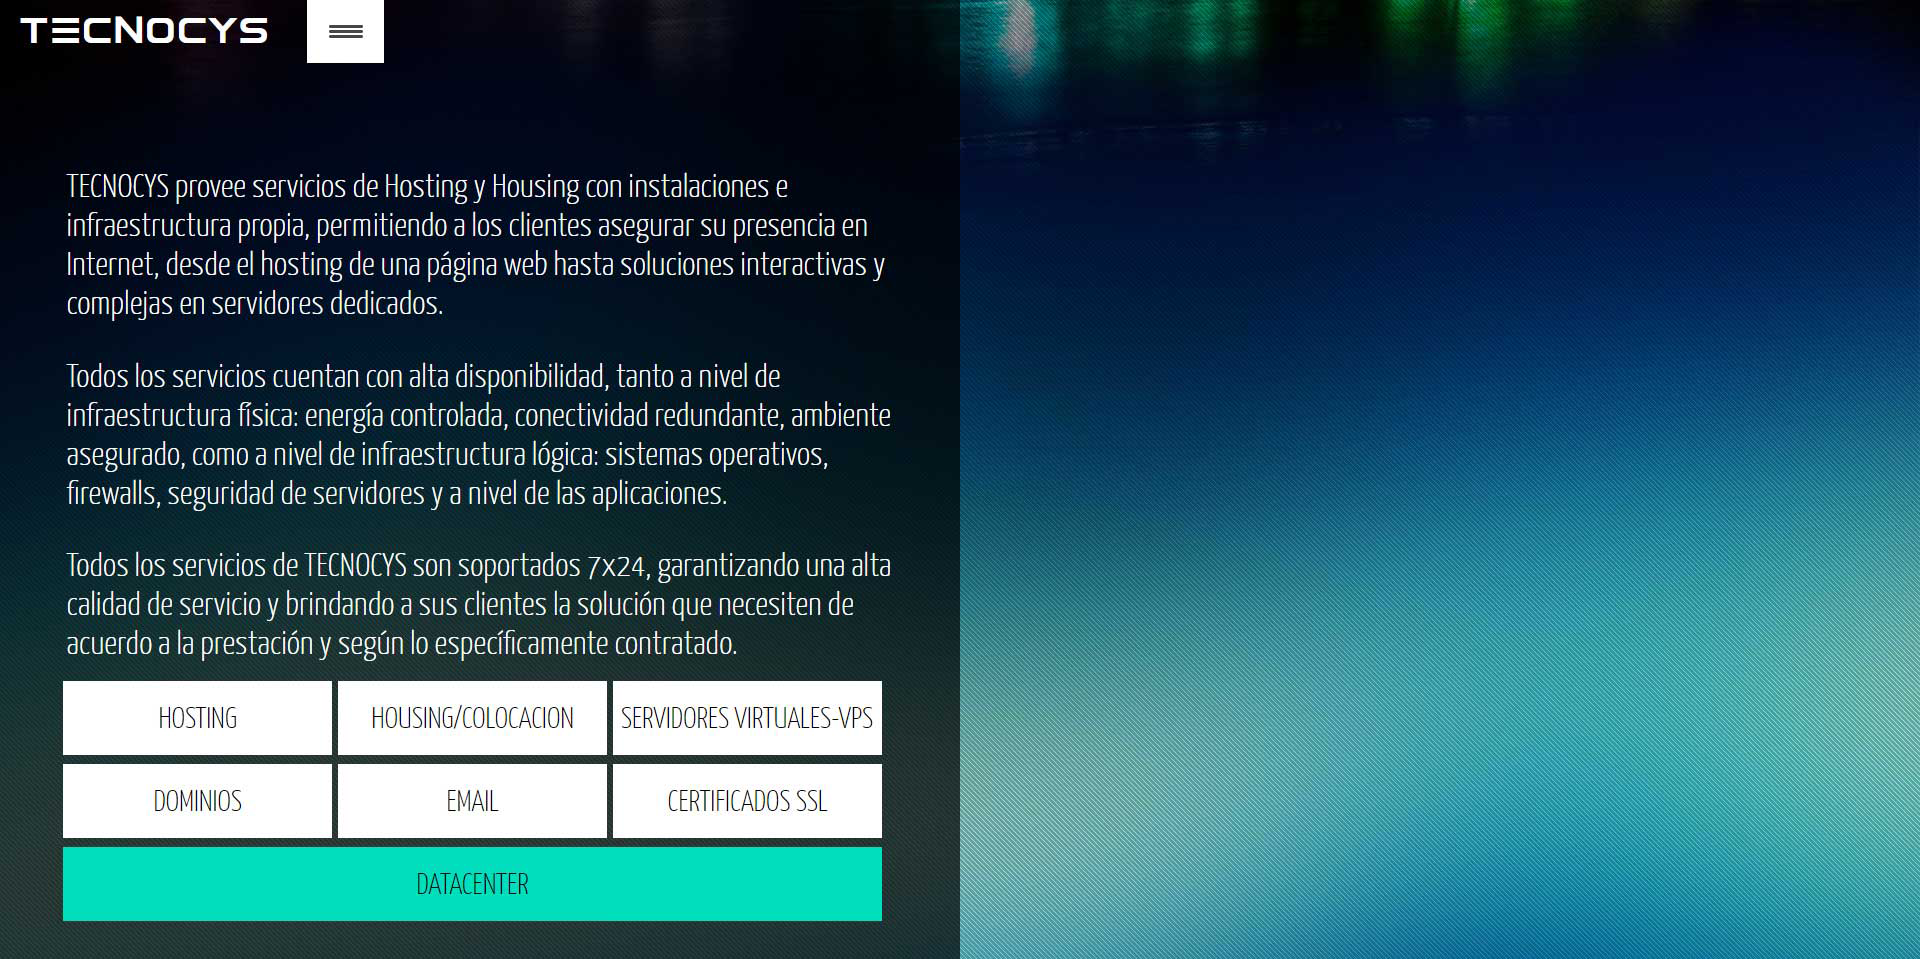 TECNOCYS
TECNOCYS provee servicios de Hosting y Housing con instalaciones e
infraestructura propia, permitiendo a los clientes asegurar su presencia en
Internet, desde el hosting de una página web hasta soluciones interactivas y
complejas en servidores dedicados.
Todos los servicios cuentan con alta disponibilidad, tanto a nivel de
infraestructura física: energía controlada, conectividad redundante, ambiente
asegurado, como a nivel de infraestructura lógica: sistemas operativos,
firewalls, seguridad de servidores y a nivel de las aplicaciones.
Todos los servicios de TECNOCYS son soportados 7x24, garantizando una alta
calidad de servicio y brindando a sus clientes la solución que necesiten de
acuerdo a la prestación y según lo específicamente contratado.
HOSTING
HOUSING/COLOCACION
SERVIDORES VIRTUALES-VPS
DOMINIOS
EMAIL
CERTIFICADOS SSL
DATACENTER